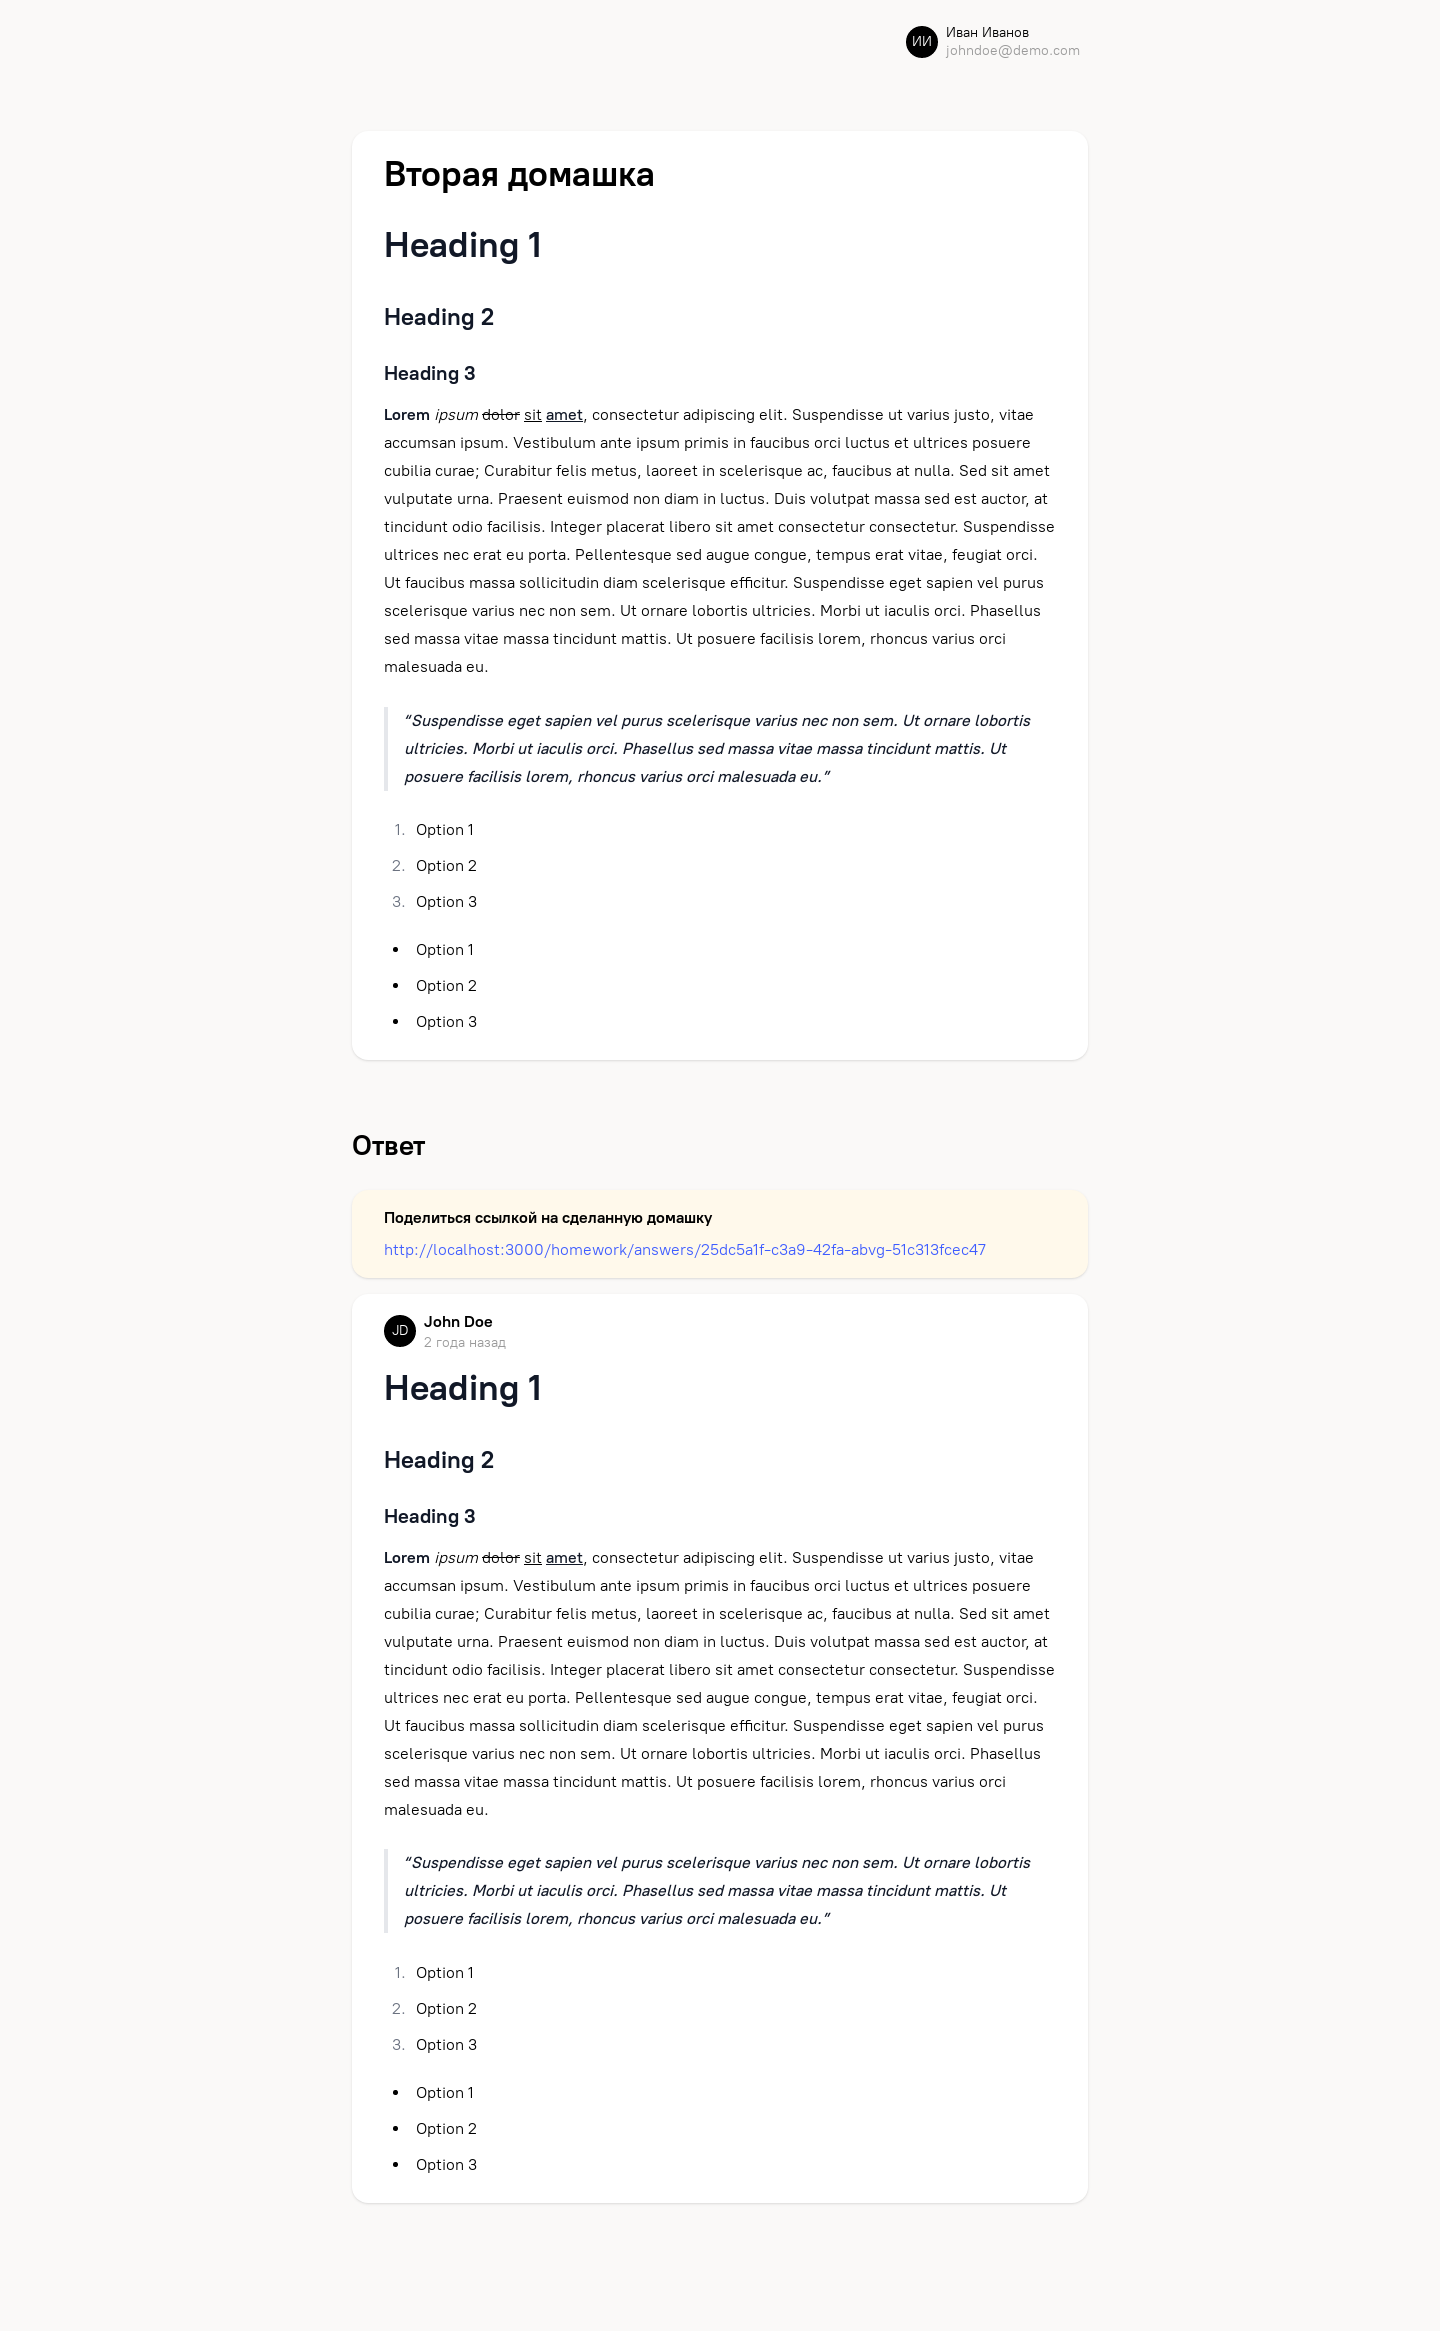 ИИ
Иван Иванов
johndoe@demo.com
Вторая домашка
Heading 1
Heading 2
Heading 3
Lorem ipsum dolor sit amet, consectetur adipiscing elit. Suspendisse ut varius justo, vitae
accumsan ipsum. Vestibulum ante ipsum primis in faucibus orci luctus et ultrices posuere
cubilia curae; Curabitur felis metus, laoreet in scelerisque ac, faucibus at nulla. Sed sit amet
vulputate urna. Praesent euismod non diam in luctus. Duis volutpat massa sed est auctor, at
tincidunt odio facilisis. Integer placerat libero sit amet consectetur consectetur. Suspendisse
ultrices nec erat eu porta. Pellentesque sed augue congue, tempus erat vitae, feugiat orci.
Ut faucibus massa sollicitudin diam scelerisque efficitur. Suspendisse eget sapien vel purus
scelerisque varius nec non sem. Ut ornare lobortis ultricies. Morbi ut iaculis orci. Phasellus
sed massa vitae massa tincidunt mattis. Ut posuere facilisis lorem, rhoncus varius orci
malesuada eu.
“Suspendisse eget sapien vel purus scelerisque varius nec non sem. Ut ornare lobortis
ultricies. Morbi ut iaculis orci. Phasellus sed massa vitae massa tincidunt mattis. Ut
posuere facilisis lorem, rhoncus varius orci malesuada eu.”
1. Option 1
2. Option 2
3. Option 3
• Option 1
• Option 2
• Option 3
Ответ
Поделиться ссылкой на сделанную домашку
http://localhost:3000/homework/answers/25dc5a1f-c3a9-42fa-abvg-51c313fcec47
JD
John Doe
2 года назад
Heading 1
Heading 2
Heading 3
Lorem ipsum dolor sit amet, consectetur adipiscing elit. Suspendisse ut varius justo, vitae
accumsan ipsum. Vestibulum ante ipsum primis in faucibus orci luctus et ultrices posuere
cubilia curae; Curabitur felis metus, laoreet in scelerisque ac, faucibus at nulla. Sed sit amet
vulputate urna. Praesent euismod non diam in luctus. Duis volutpat massa sed est auctor, at
tincidunt odio facilisis. Integer placerat libero sit amet consectetur consectetur. Suspendisse
ultrices nec erat eu porta. Pellentesque sed augue congue, tempus erat vitae, feugiat orci.
Ut faucibus massa sollicitudin diam scelerisque efficitur. Suspendisse eget sapien vel purus
scelerisque varius nec non sem. Ut ornare lobortis ultricies. Morbi ut iaculis orci. Phasellus
sed massa vitae massa tincidunt mattis. Ut posuere facilisis lorem, rhoncus varius orci
malesuada eu.
“Suspendisse eget sapien vel purus scelerisque varius nec non sem. Ut ornare lobortis
ultricies. Morbi ut iaculis orci. Phasellus sed massa vitae massa tincidunt mattis. Ut
posuere facilisis lorem, rhoncus varius orci malesuada eu.”
1. Option 1
2. Option 2
3. Option 3
• Option 1
• Option 2
• Option 3